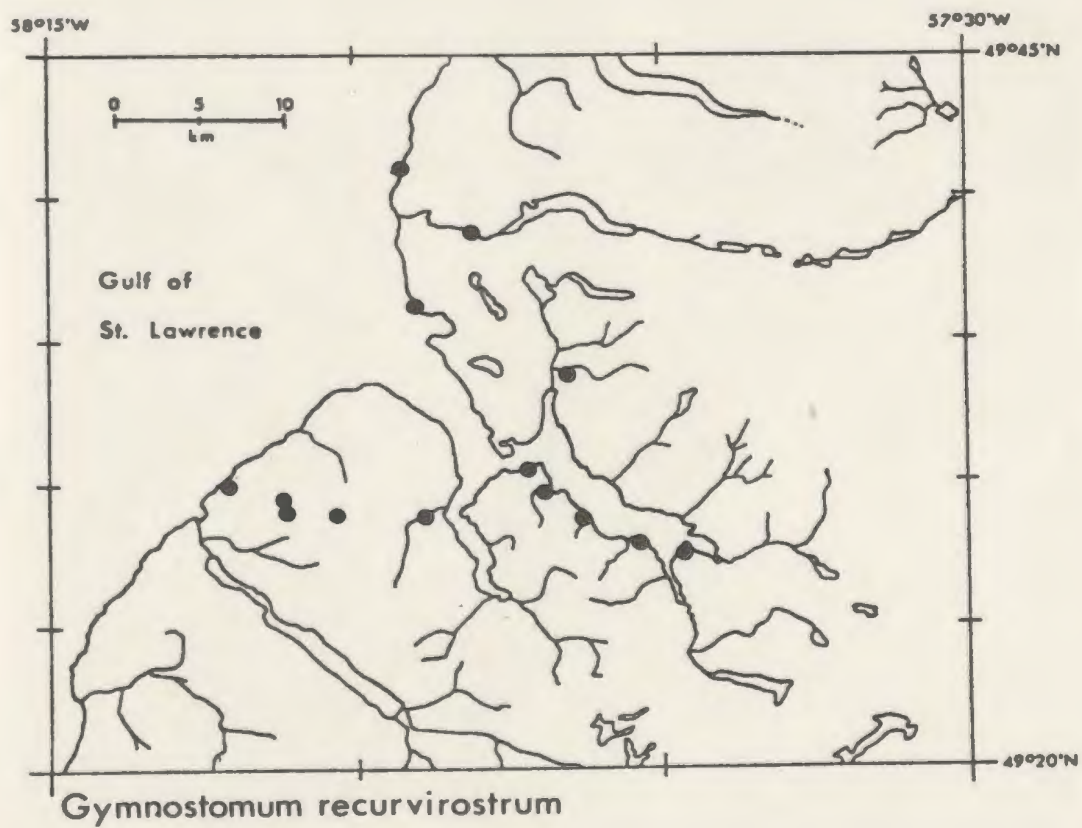 58°15'W
57°30'W
49°45'N
0 5 10
km
Gulf of
St. Lawrence
49°20'N
Gymnostomum recurvirostrum